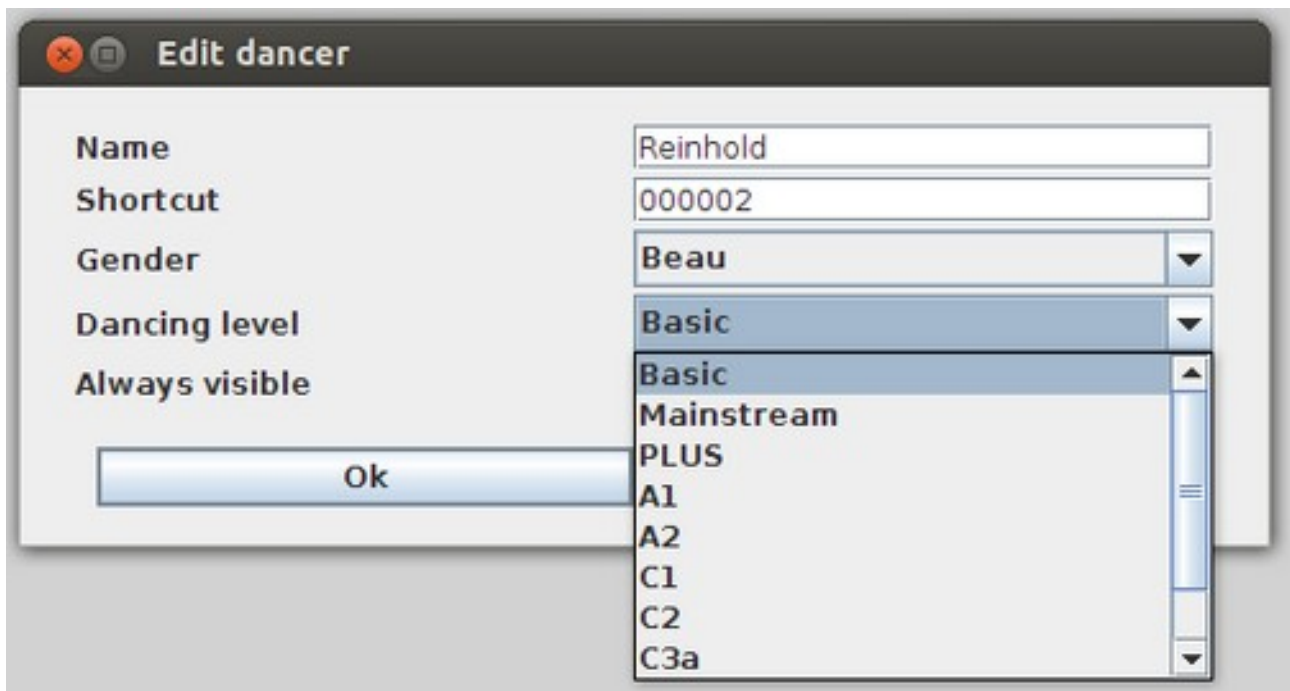 Edit dancer
Name Reinhold
Shortcut 000002
Gender Beau
Dancing level Basic
Always visible
Basic
Mainstream
PLUS
A1
A2
C1
C2
C3a
Ok